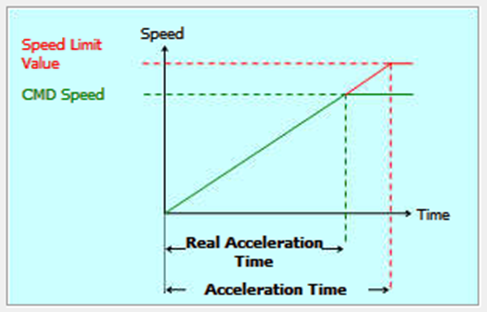 Speed
Speed Limit
Value
CMD Speed
Time
Real Acceleration
Time
Acceleration Time